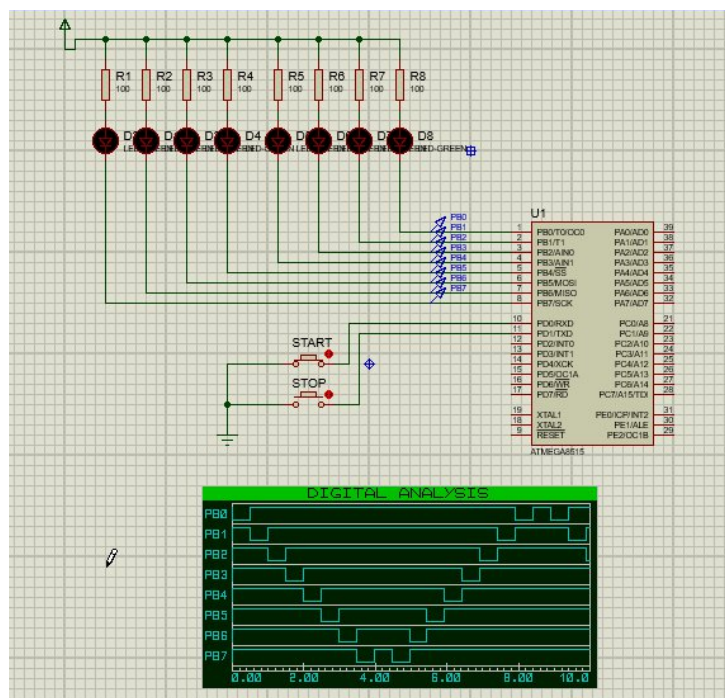 R1 R2 R3 R4 R5 R6 R7 R8
100 100 100 100 100 100 100 100
D4 D8
PB0
PB1
PB2
PB3
PB4
PB5
PB6
PB7
U1
1 PB0/T0/OC0 PA0/AD0 39
2 PB1/T1 PA1/AD1 38
3 PB2/AIN0 PA2/AD2 37
4 PB3/AIN1 PA3/AD3 36
5 PB4/SS PA4/AD4 35
6 PB5/MOSI PA5/AD5 34
7 PB6/MISO PA6/AD6 33
8 PB7/SCK PA7/AD7 32
10 PD0/RXD PC0/A8 21
11 PD1/TXD PC1/A9 22
12 PD2/INT0 PC2/A10 23
13 PD3/INT1 PC3/A11 24
14 PD4/XCK PC4/A12 25
15 PD5/OC1A PC5/A13 26
16 PD6/WR PC6/A14 27
17 PD7/RD PC7/A15/TDI 28
19 XTAL1 PE0/ICP/INT2 31
18 XTAL2 PE1/ALE 30
9 RESET PE2/OC1B 29
ATMEGA8515
START
STOP
DIGITAL ANALYSIS
PB0
PB1
PB2
PB3
PB4
PB5
PB6
PB7
0.00 2.00 4.00 6.00 8.00 10.0